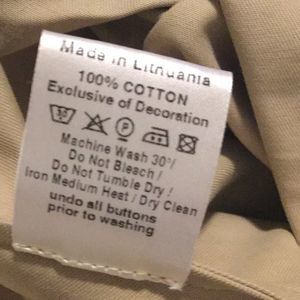 Made in Lithuania
100% COTTON
Exclusive of Decoration
Machine Wash 30°/
Do Not Bleach /
Do Not Tumble Dry /
Iron Medium Heat / Dry Clean
undo all buttons
prior to washing